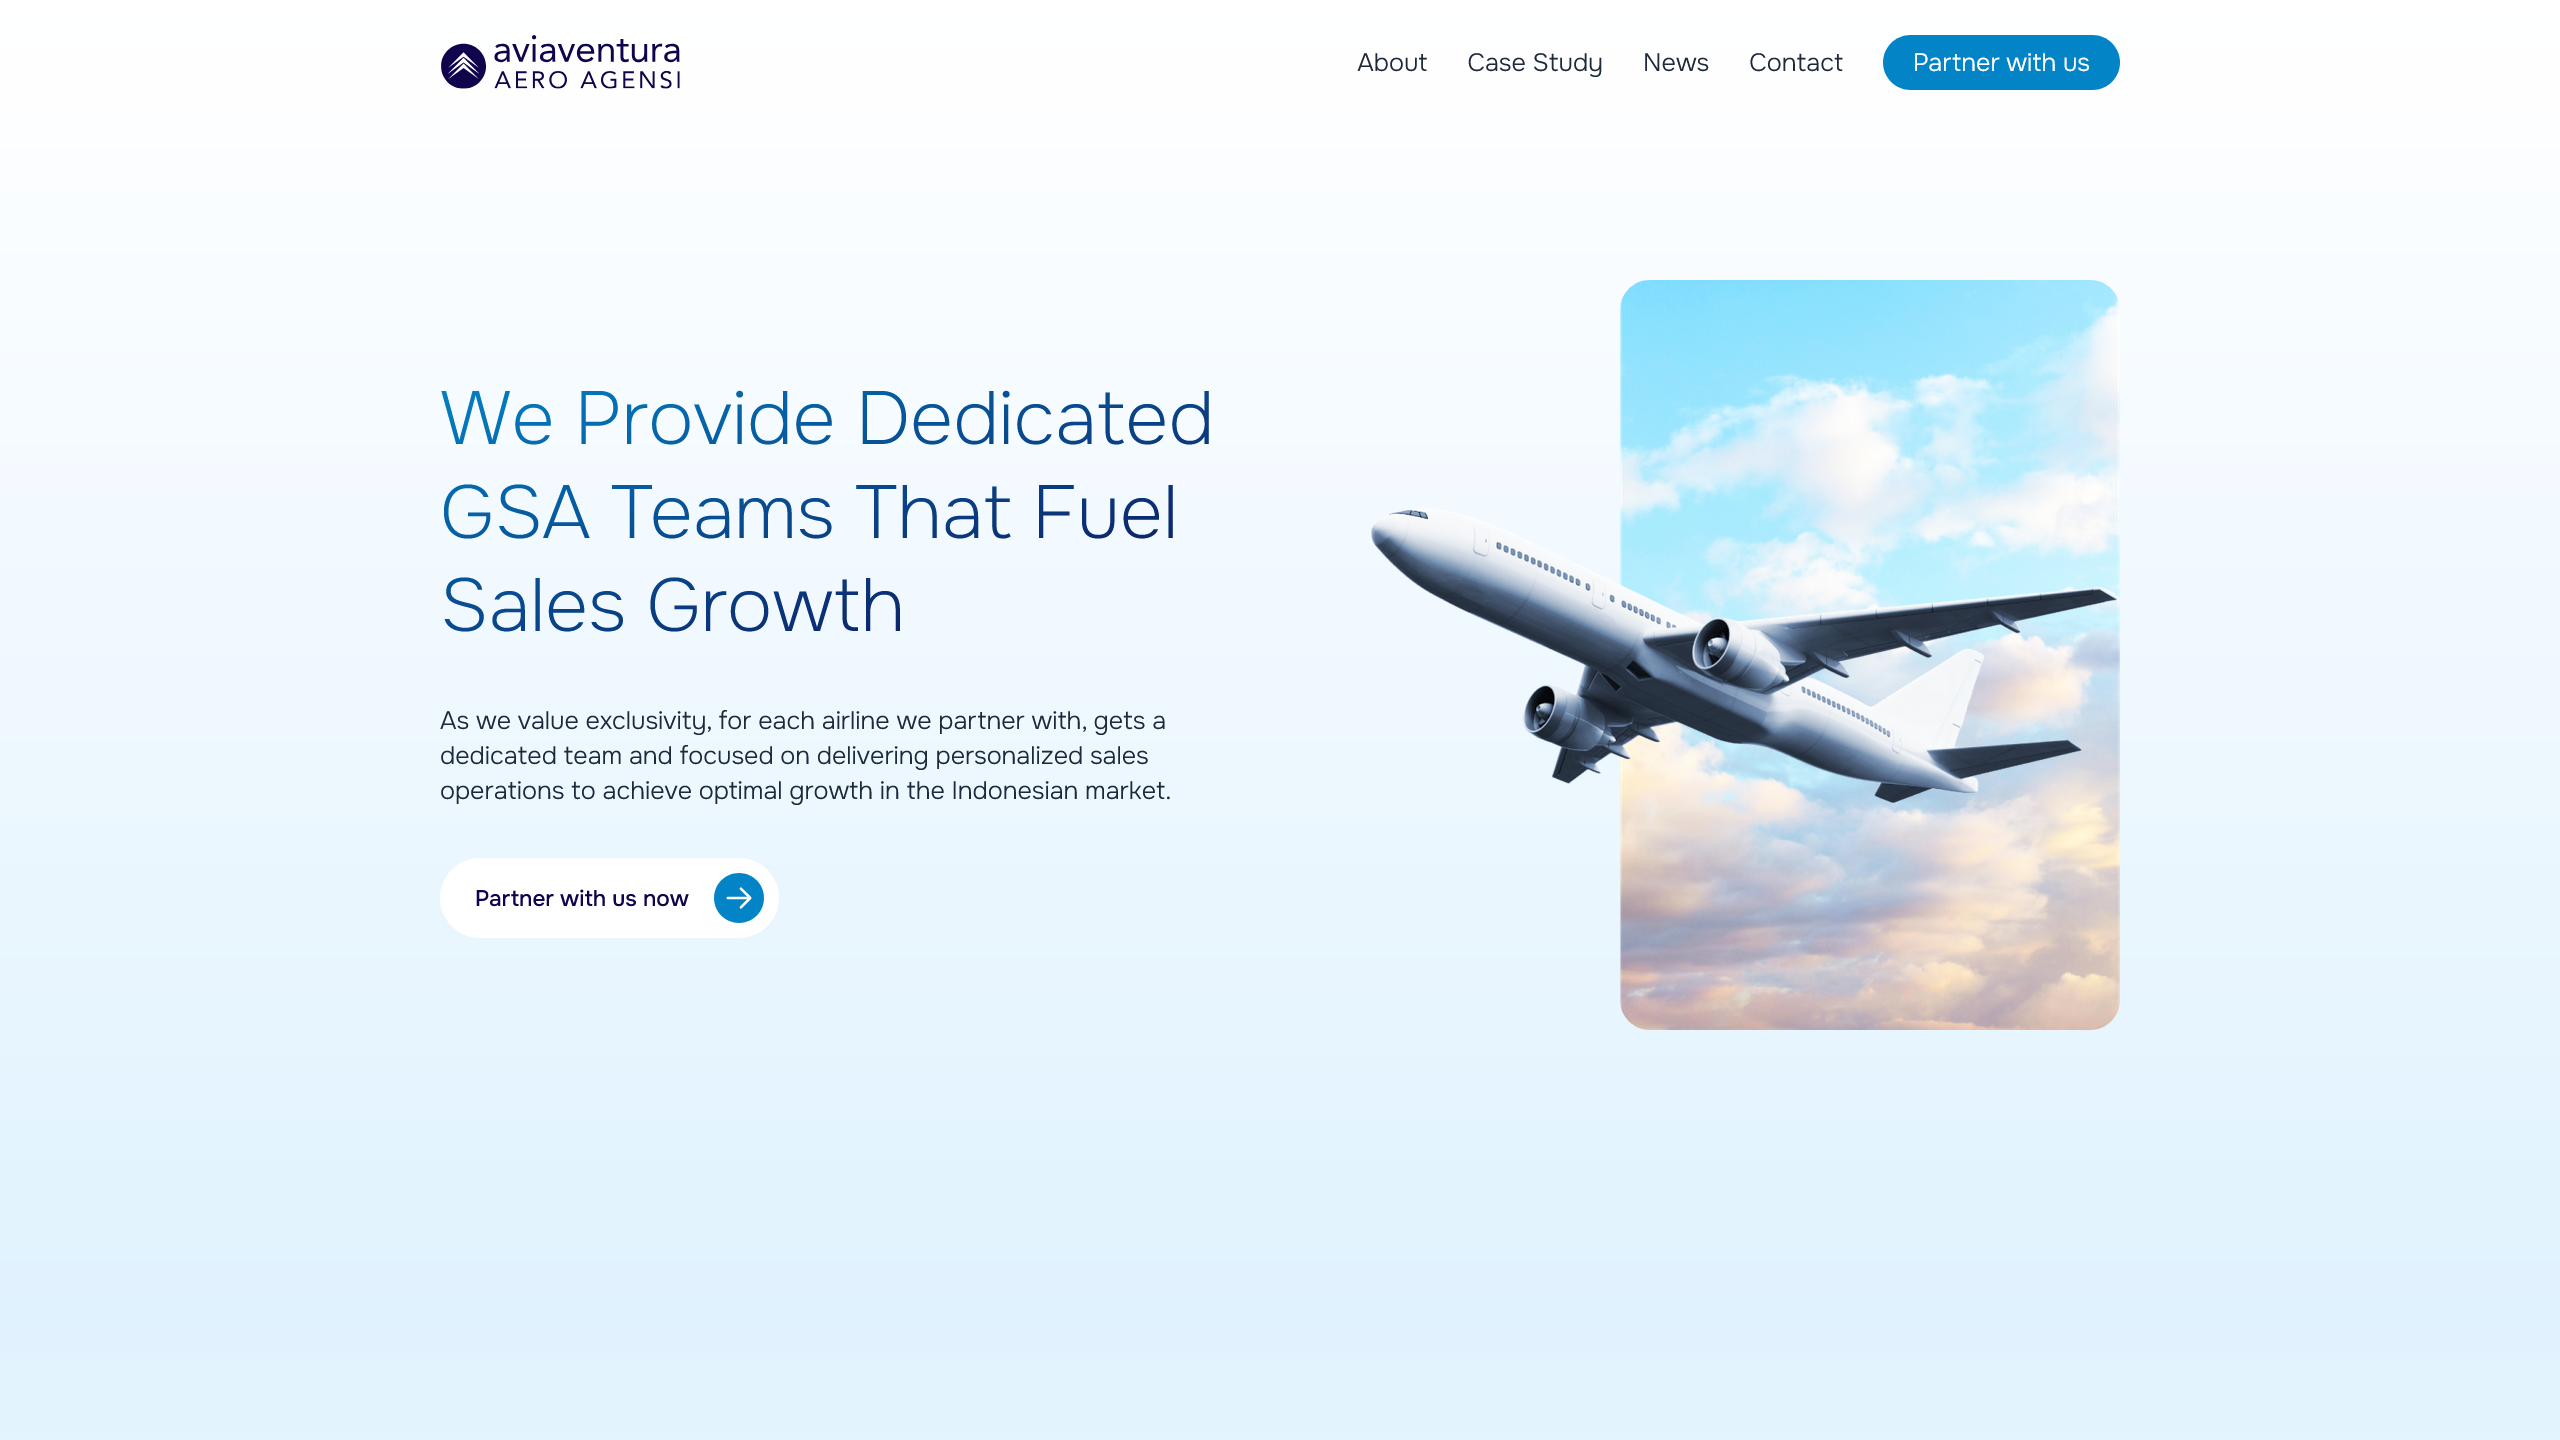 aviaventura
AERO AGENSI
About
Case Study
News
Contact
Partner with us
We Provide Dedicated
GSA Teams That Fuel
Sales Growth
As we value exclusivity, for each airline we partner with, gets a
dedicated team and focused on delivering personalized sales
operations to achieve optimal growth in the Indonesian market.
Partner with us now